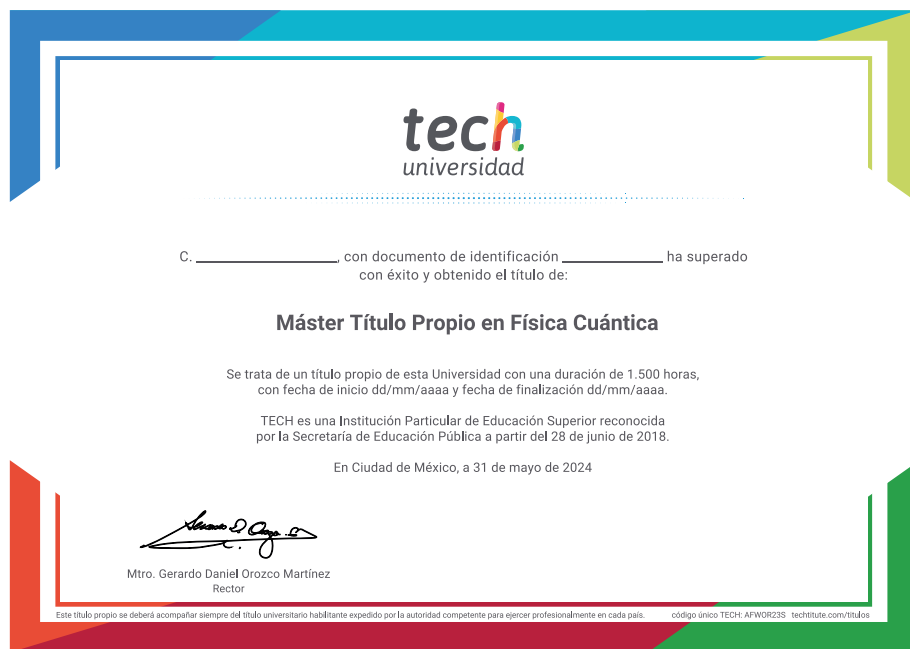 tech
universidad
C. , con documento de identificación ha superado
con éxito y obtenido el título de:
Máster Título Propio en Física Cuántica
Se trata de un título propio de esta Universidad con una duración de 1.500 horas,
con fecha de inicio dd/mm/aaaa y fecha de finalización dd/mm/aaaa.
TECH es una Institución Particular de Educación Superior reconocida
por la Secretaría de Educación Pública a partir del 28 de junio de 2018.
En Ciudad de México, a 31 de mayo de 2024
Mtro. Gerardo Daniel Orozco Martínez
Rector
Este título propio se deberá acompañar siempre del título universitario habilitante expedido por la autoridad competente para ejercer profesionalmente en cada país. código único TECH: AFWOR23S techtitute.com/titulos